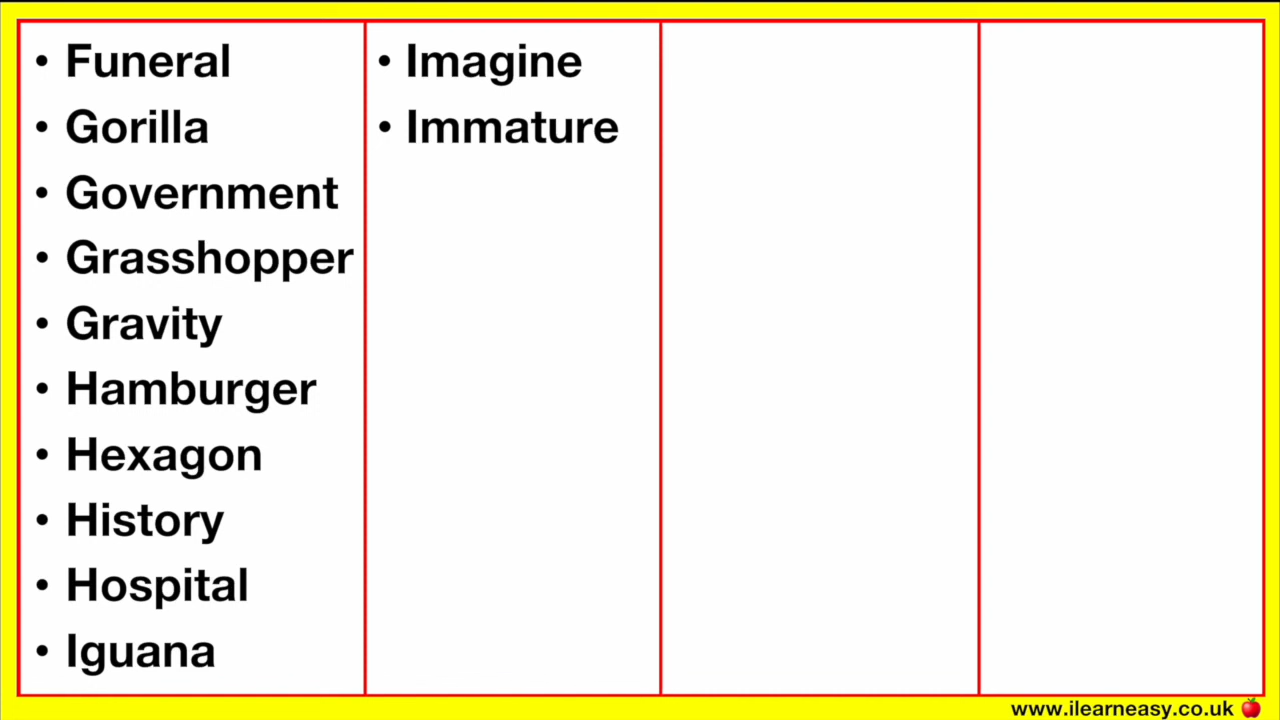 • Funeral
• Gorilla
• Government
• Grasshopper
• Gravity
• Hamburger
• Hexagon
• History
• Hospital
• Iguana
• Imagine
• Immature
www.ilearneasy.co.uk